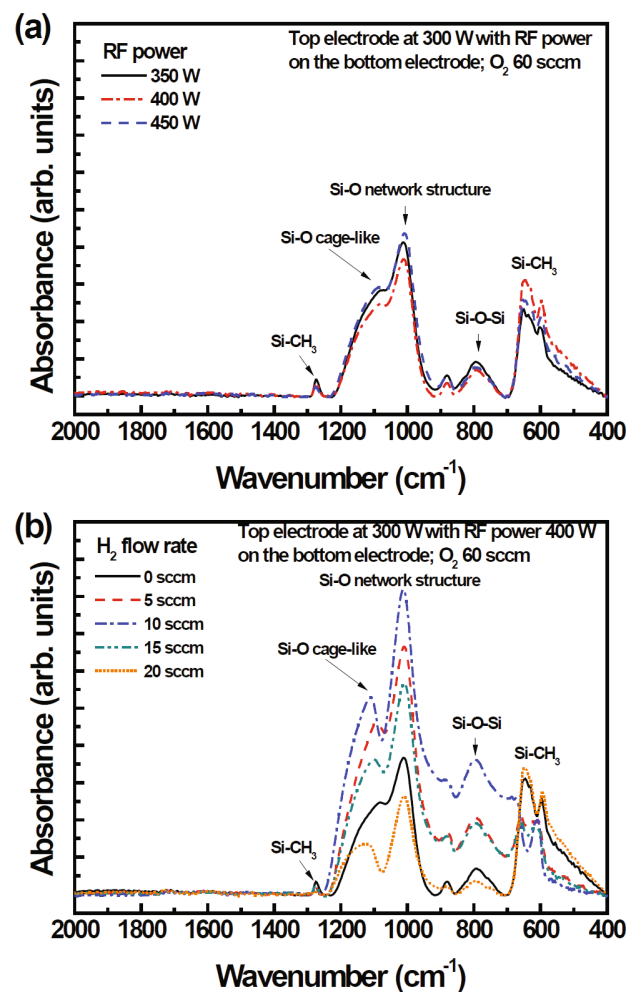 (a)
RF power
350 W
400 W
450 W
Top electrode at 300 W with RF power
on the bottom electrode; O₂ 60 sccm
Si-O network structure
Si-O cage-like
Si-CH₃
Si-O-Si
Si-CH₃
Absorbance (arb. units)
2000 1800 1600 1400 1200 1000 800 600 400
Wavenumber (cm⁻¹)
(b)
H₂ flow rate
0 sccm
5 sccm
10 sccm
15 sccm
20 sccm
Top electrode at 300 W with RF power 400 W
on the bottom electrode; O₂ 60 sccm
Si-O network structure
Si-O cage-like
Si-O-Si
Si-CH₃
Si-CH₃
Absorbance (arb. units)
2000 1800 1600 1400 1200 1000 800 600 400
Wavenumber (cm⁻¹)